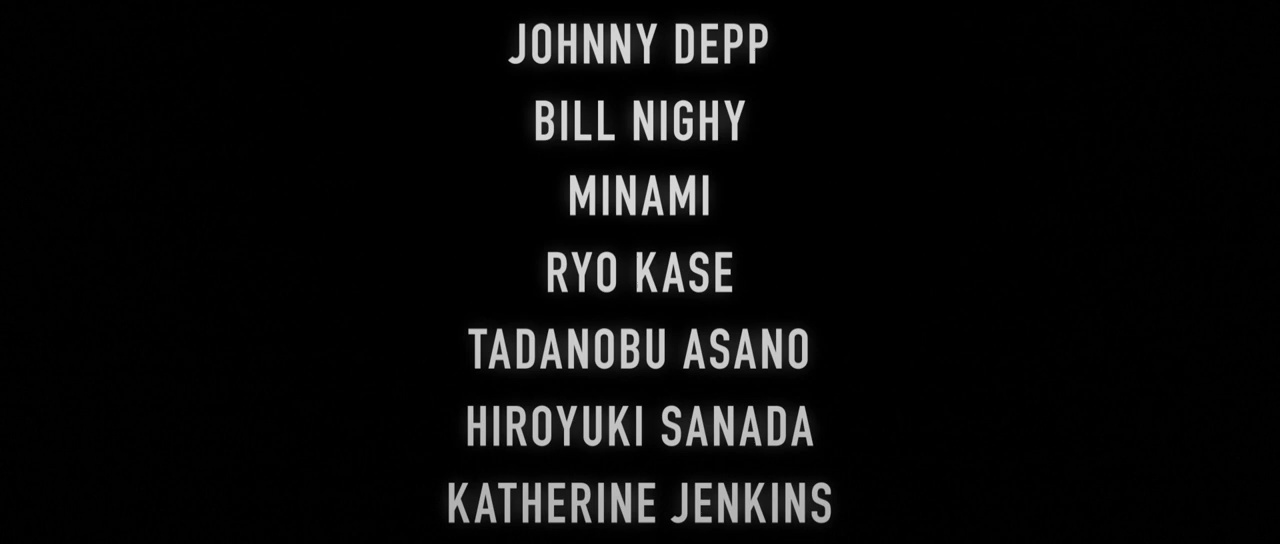 JOHNNY DEPP
BILL NIGHY
MINAMI
RYO KASE
TADANOBU ASANO
HIROYUKI SANADA
KATHERINE JENKINS